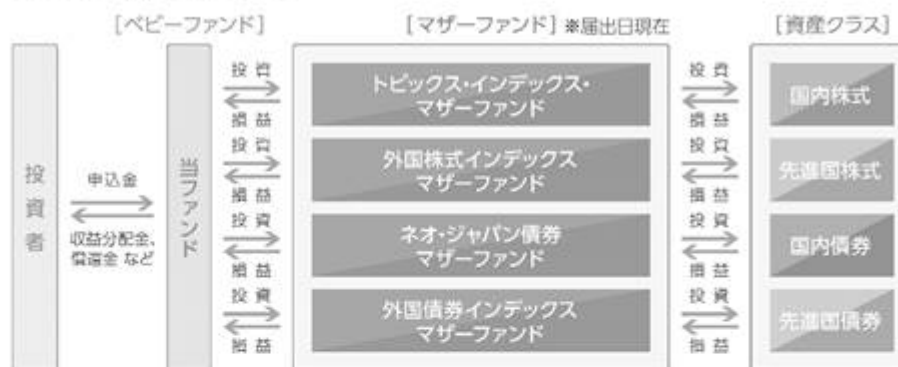 [ベビーファンド]
[マザーファンド] ※届出日現在
[資産クラス]
投資者
申込金
収益分配金、
償還金 など
当ファンド
投資
損益
トピックス・インデックス・
マザーファンド
投資
損益
国内株式
投資
損益
外国株式インデックス
マザーファンド
投資
損益
先進国株式
投資
損益
ネオ・ジャパン債券
マザーファンド
投資
損益
国内債券
投資
損益
外国債券インデックス
マザーファンド
投資
損益
先進国債券